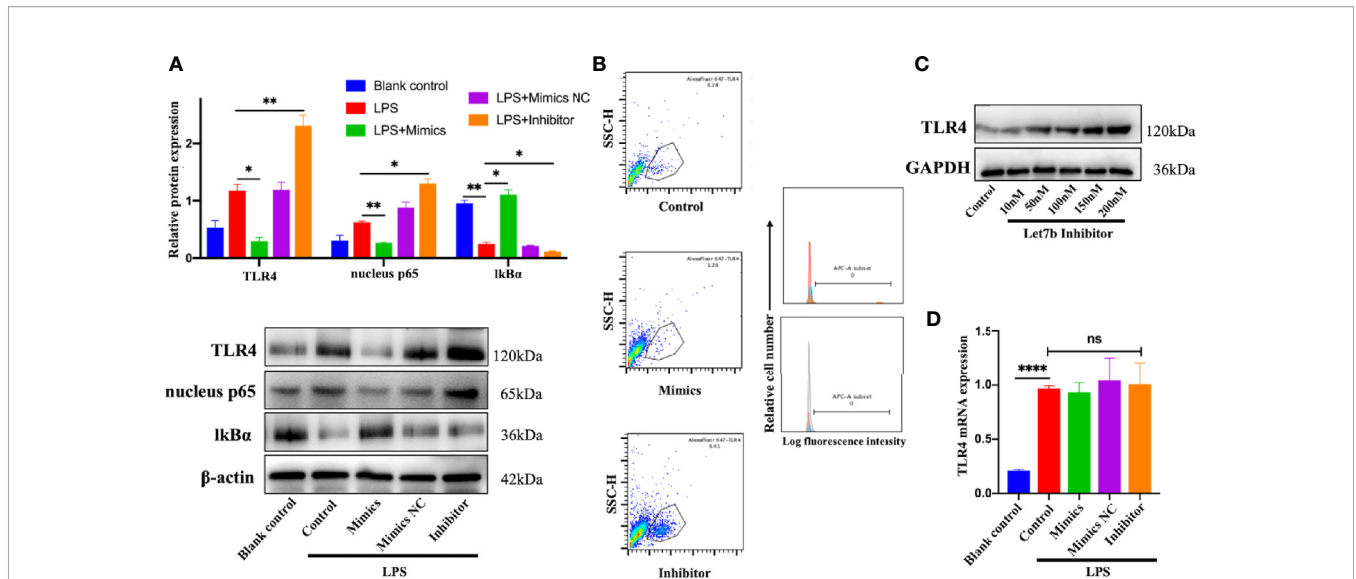 A
Relative protein expression
2
1
0
**
*
*
**
**
*
*
TLR4
nucleus p65
IkBα
Blank control
LPS
LPS+Mimics
LPS+Mimics NC
LPS+Inhibitor
TLR4
120kDa
nucleus p65
65kDa
IkBα
36kDa
β-actin
42kDa
Blank control
Control
Mimics
Mimics NC
Inhibitor
LPS
B
SSC-H
Control
SSC-H
Mimics
SSC-H
Inhibitor
Relative cell number
APC-A subset
0
APC-A subset
0
Log fluorescence intensity
C
TLR4
120kDa
GAPDH
36kDa
Control
10nM
50nM
100nM
150nM
200nM
Let7b Inhibitor
D
TLR4 mRNA expression
1.5
1.0
0.5
0.0
****
ns
Blank control
Control
Mimics
Mimics NC
Inhibitor
LPS